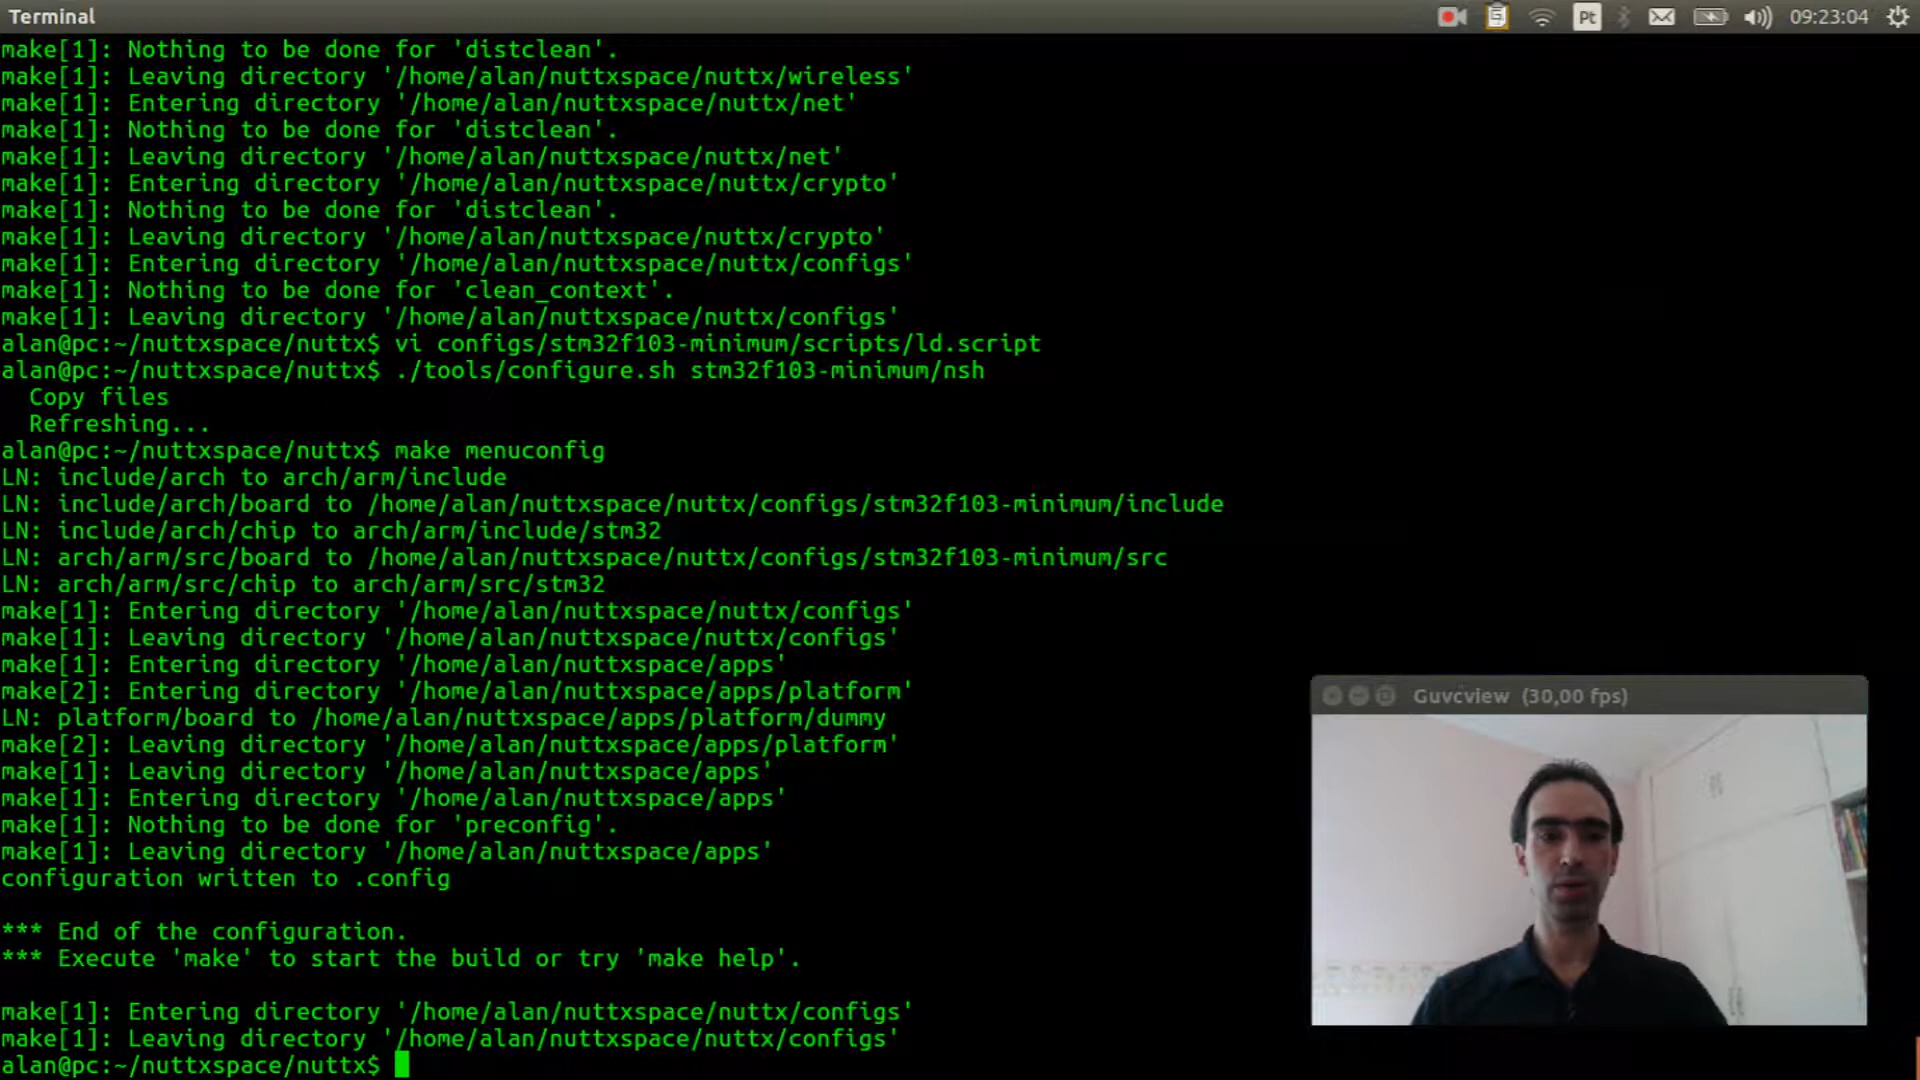 Terminal
Pt
09:23:04
make[1]: Nothing to be done for 'distclean'.
make[1]: Leaving directory '/home/alan/nuttxspace/nuttx/wireless'
make[1]: Entering directory '/home/alan/nuttxspace/nuttx/net'
make[1]: Nothing to be done for 'distclean'.
make[1]: Leaving directory '/home/alan/nuttxspace/nuttx/net'
make[1]: Entering directory '/home/alan/nuttxspace/nuttx/crypto'
make[1]: Nothing to be done for 'distclean'.
make[1]: Leaving directory '/home/alan/nuttxspace/nuttx/crypto'
make[1]: Entering directory '/home/alan/nuttxspace/nuttx/configs'
make[1]: Nothing to be done for 'clean_context'.
make[1]: Leaving directory '/home/alan/nuttxspace/nuttx/configs'
alan@pc:~/nuttxspace/nuttx$ vi configs/stm32f103-minimum/scripts/ld.script
alan@pc:~/nuttxspace/nuttx$ ./tools/configure.sh stm32f103-minimum/nsh
Copy files
Refreshing...
alan@pc:~/nuttxspace/nuttx$ make menuconfig
LN: include/arch to arch/arm/include
LN: include/arch/board to /home/alan/nuttxspace/nuttx/configs/stm32f103-minimum/include
LN: include/arch/chip to arch/arm/include/stm32
LN: arch/arm/src/board to /home/alan/nuttxspace/nuttx/configs/stm32f103-minimum/src
LN: arch/arm/src/chip to arch/arm/src/stm32
make[1]: Entering directory '/home/alan/nuttxspace/nuttx/configs'
make[1]: Leaving directory '/home/alan/nuttxspace/nuttx/configs'
make[1]: Entering directory '/home/alan/nuttxspace/apps'
make[2]: Entering directory '/home/alan/nuttxspace/apps/platform'
LN: platform/board to /home/alan/nuttxspace/apps/platform/dummy
make[2]: Leaving directory '/home/alan/nuttxspace/apps/platform'
make[1]: Leaving directory '/home/alan/nuttxspace/apps'
make[1]: Entering directory '/home/alan/nuttxspace/apps'
make[1]: Nothing to be done for 'preconfig'.
make[1]: Leaving directory '/home/alan/nuttxspace/apps'
configuration written to .config
*** End of the configuration.
*** Execute 'make' to start the build or try 'make help'.
make[1]: Entering directory '/home/alan/nuttxspace/nuttx/configs'
make[1]: Leaving directory '/home/alan/nuttxspace/nuttx/configs'
alan@pc:~/nuttxspace/nuttx$
Guvcview (30,00 fps)